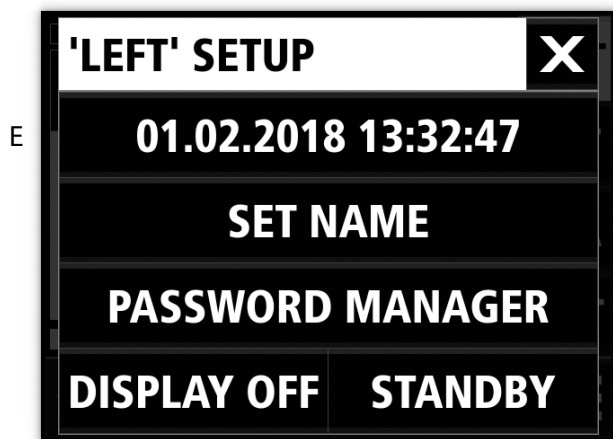 'LEFT' SETUP X
E
01.02.2018 13:32:47
SET NAME
PASSWORD MANAGER
DISPLAY OFF STANDBY